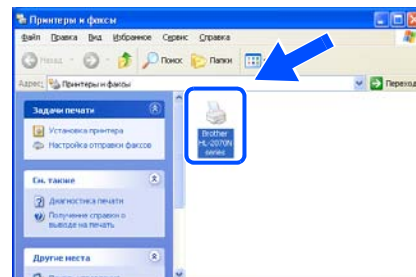 Принтеры и факсы
Файл Правка Вид Избранное Сервис Справка
Назад Поиск Папки
Адрес: Принтеры и факсы Переход
Задачи печати
Установка принтера
Настройка отправки факсов
См. также
Диагностика печати
Получение справки о
выводе на печать
Другие места
Brother
HL-2070N
series